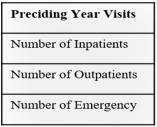 Preciding Year Visits
Number of Inpatients
Number of Outpatients
Number of Emergency